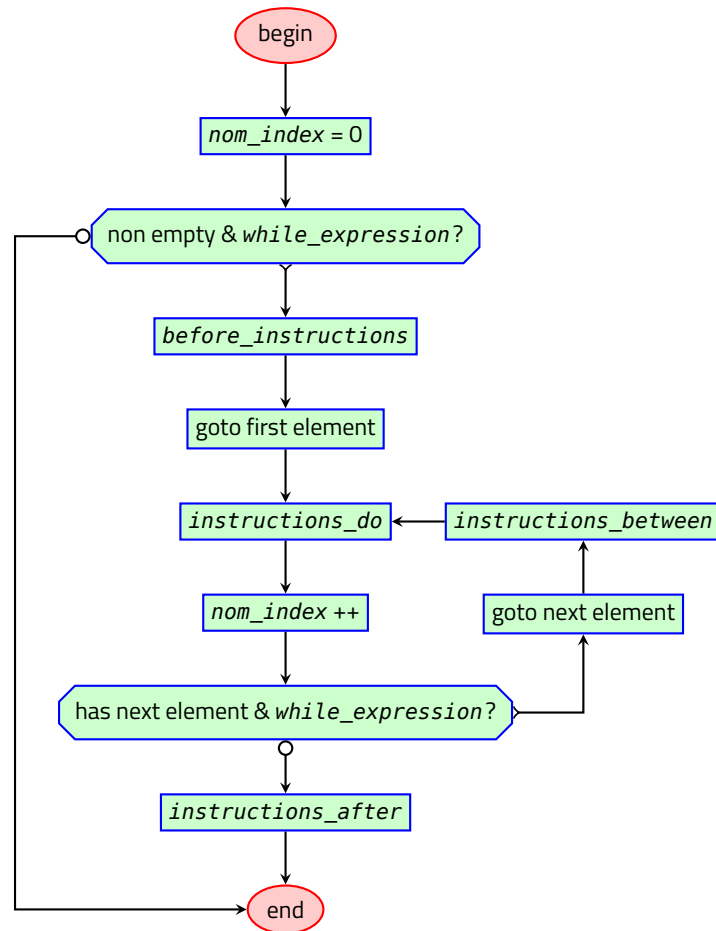 begin
nom_index = 0
non empty & while_expression?
before_instructions
goto first element
instructions_do
instructions_between
nom_index ++
goto next element
has next element & while_expression?
instructions_after
end